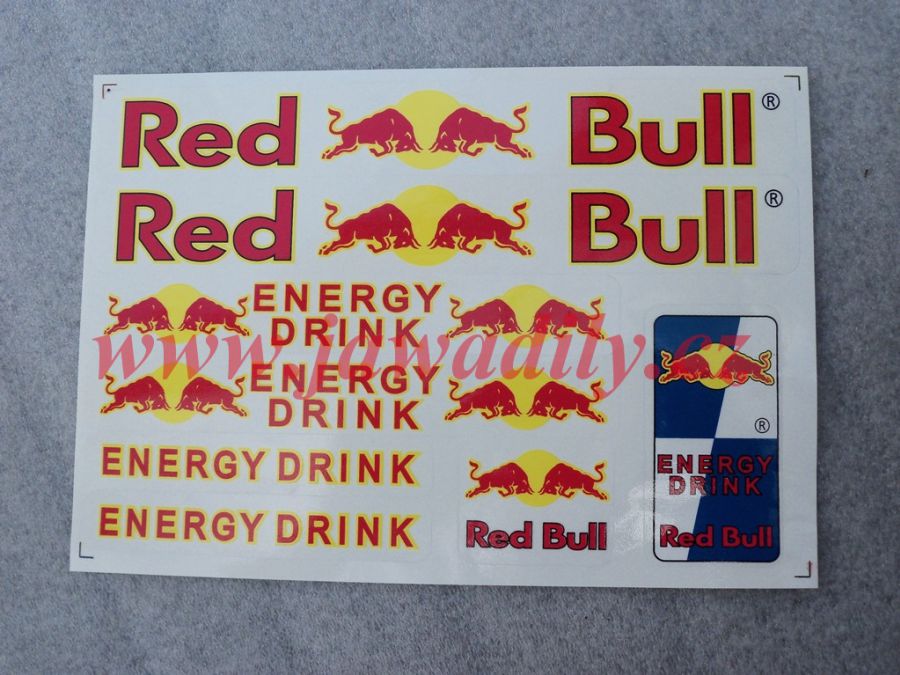 Red Bull®
Red Bull®
ENERGY
DRINK
www.jawadily.cz
ENERGY
DRINK
ENERGY DRINK
ENERGY DRINK
Red Bull
®
ENERGY
DRINK
Red Bull